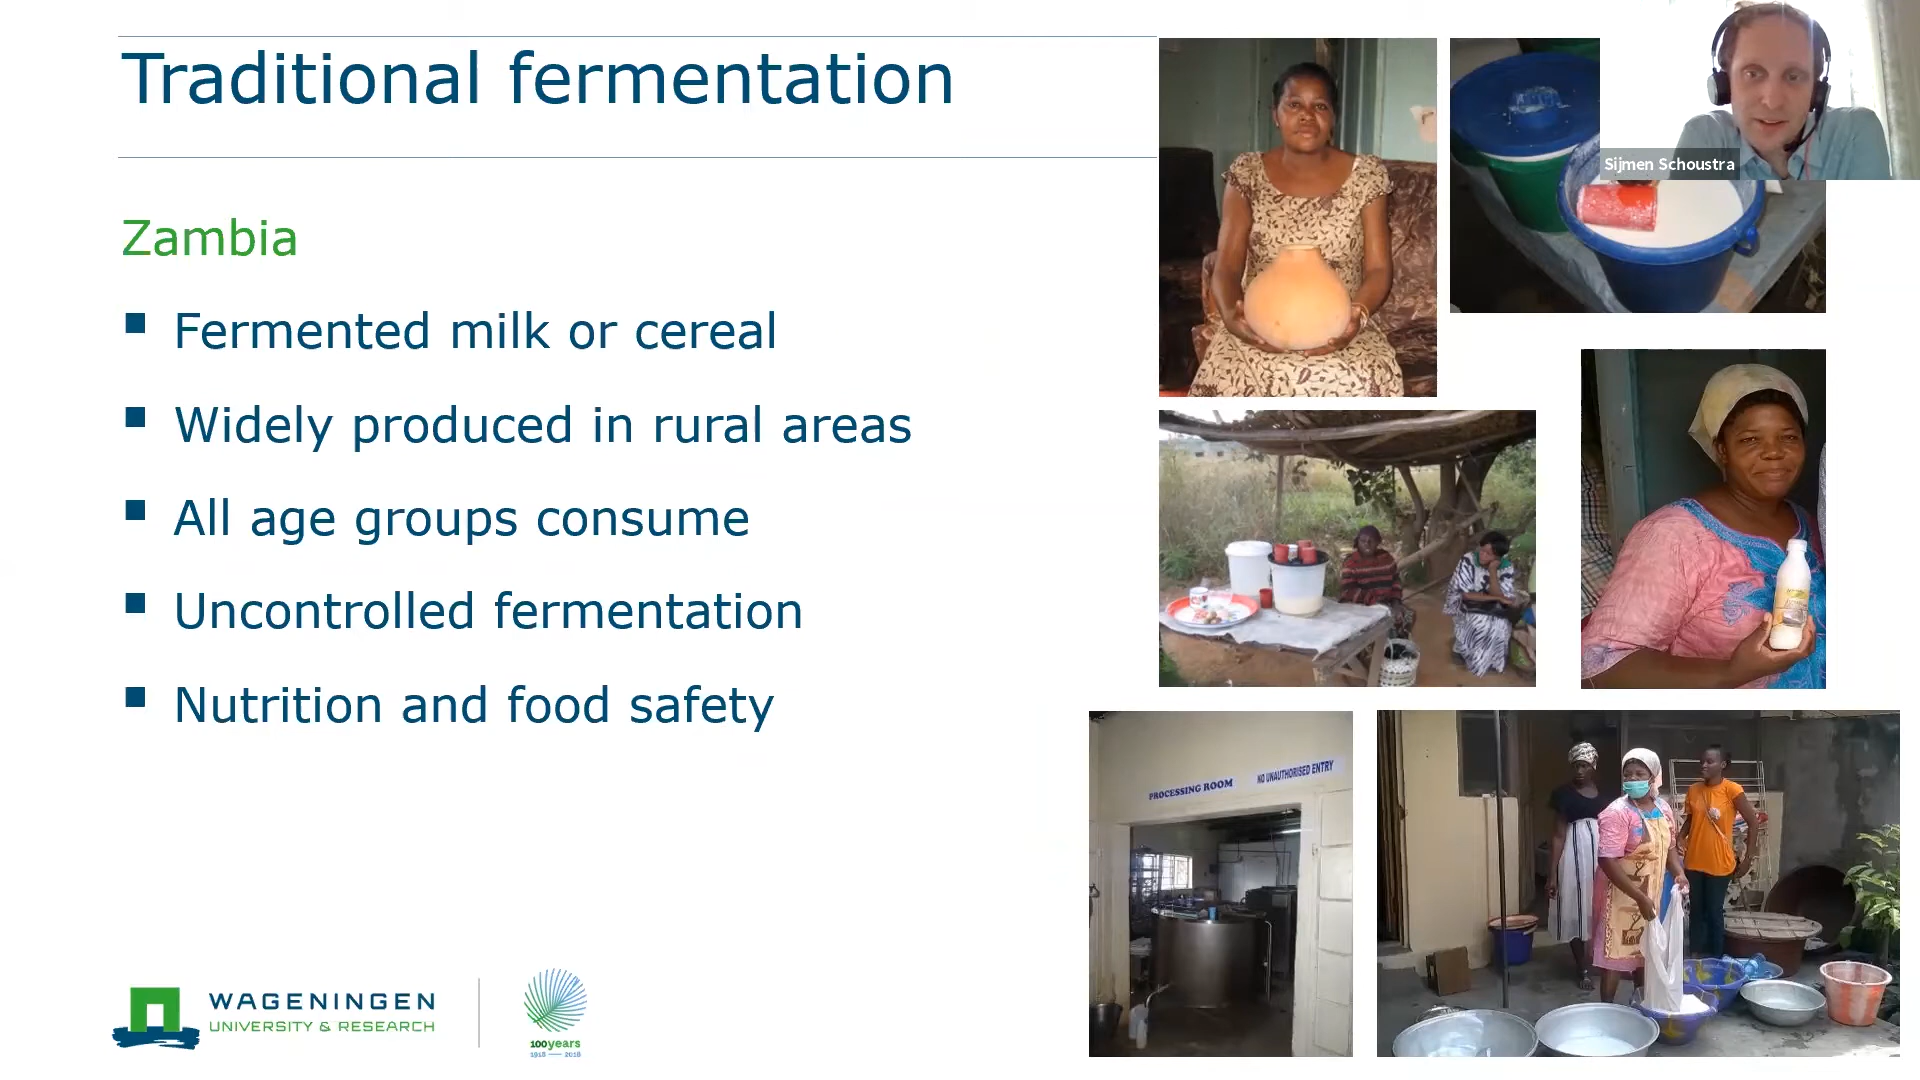 Traditional fermentation
Sijmen Schoustra
Zambia
Fermented milk or cereal
Widely produced in rural areas
All age groups consume
Uncontrolled fermentation
Nutrition and food safety
PROCESSING ROOM
NO UNAUTHORISED ENTRY
WAGENINGEN
UNIVERSITY & RESEARCH
100years
1918 — 2018